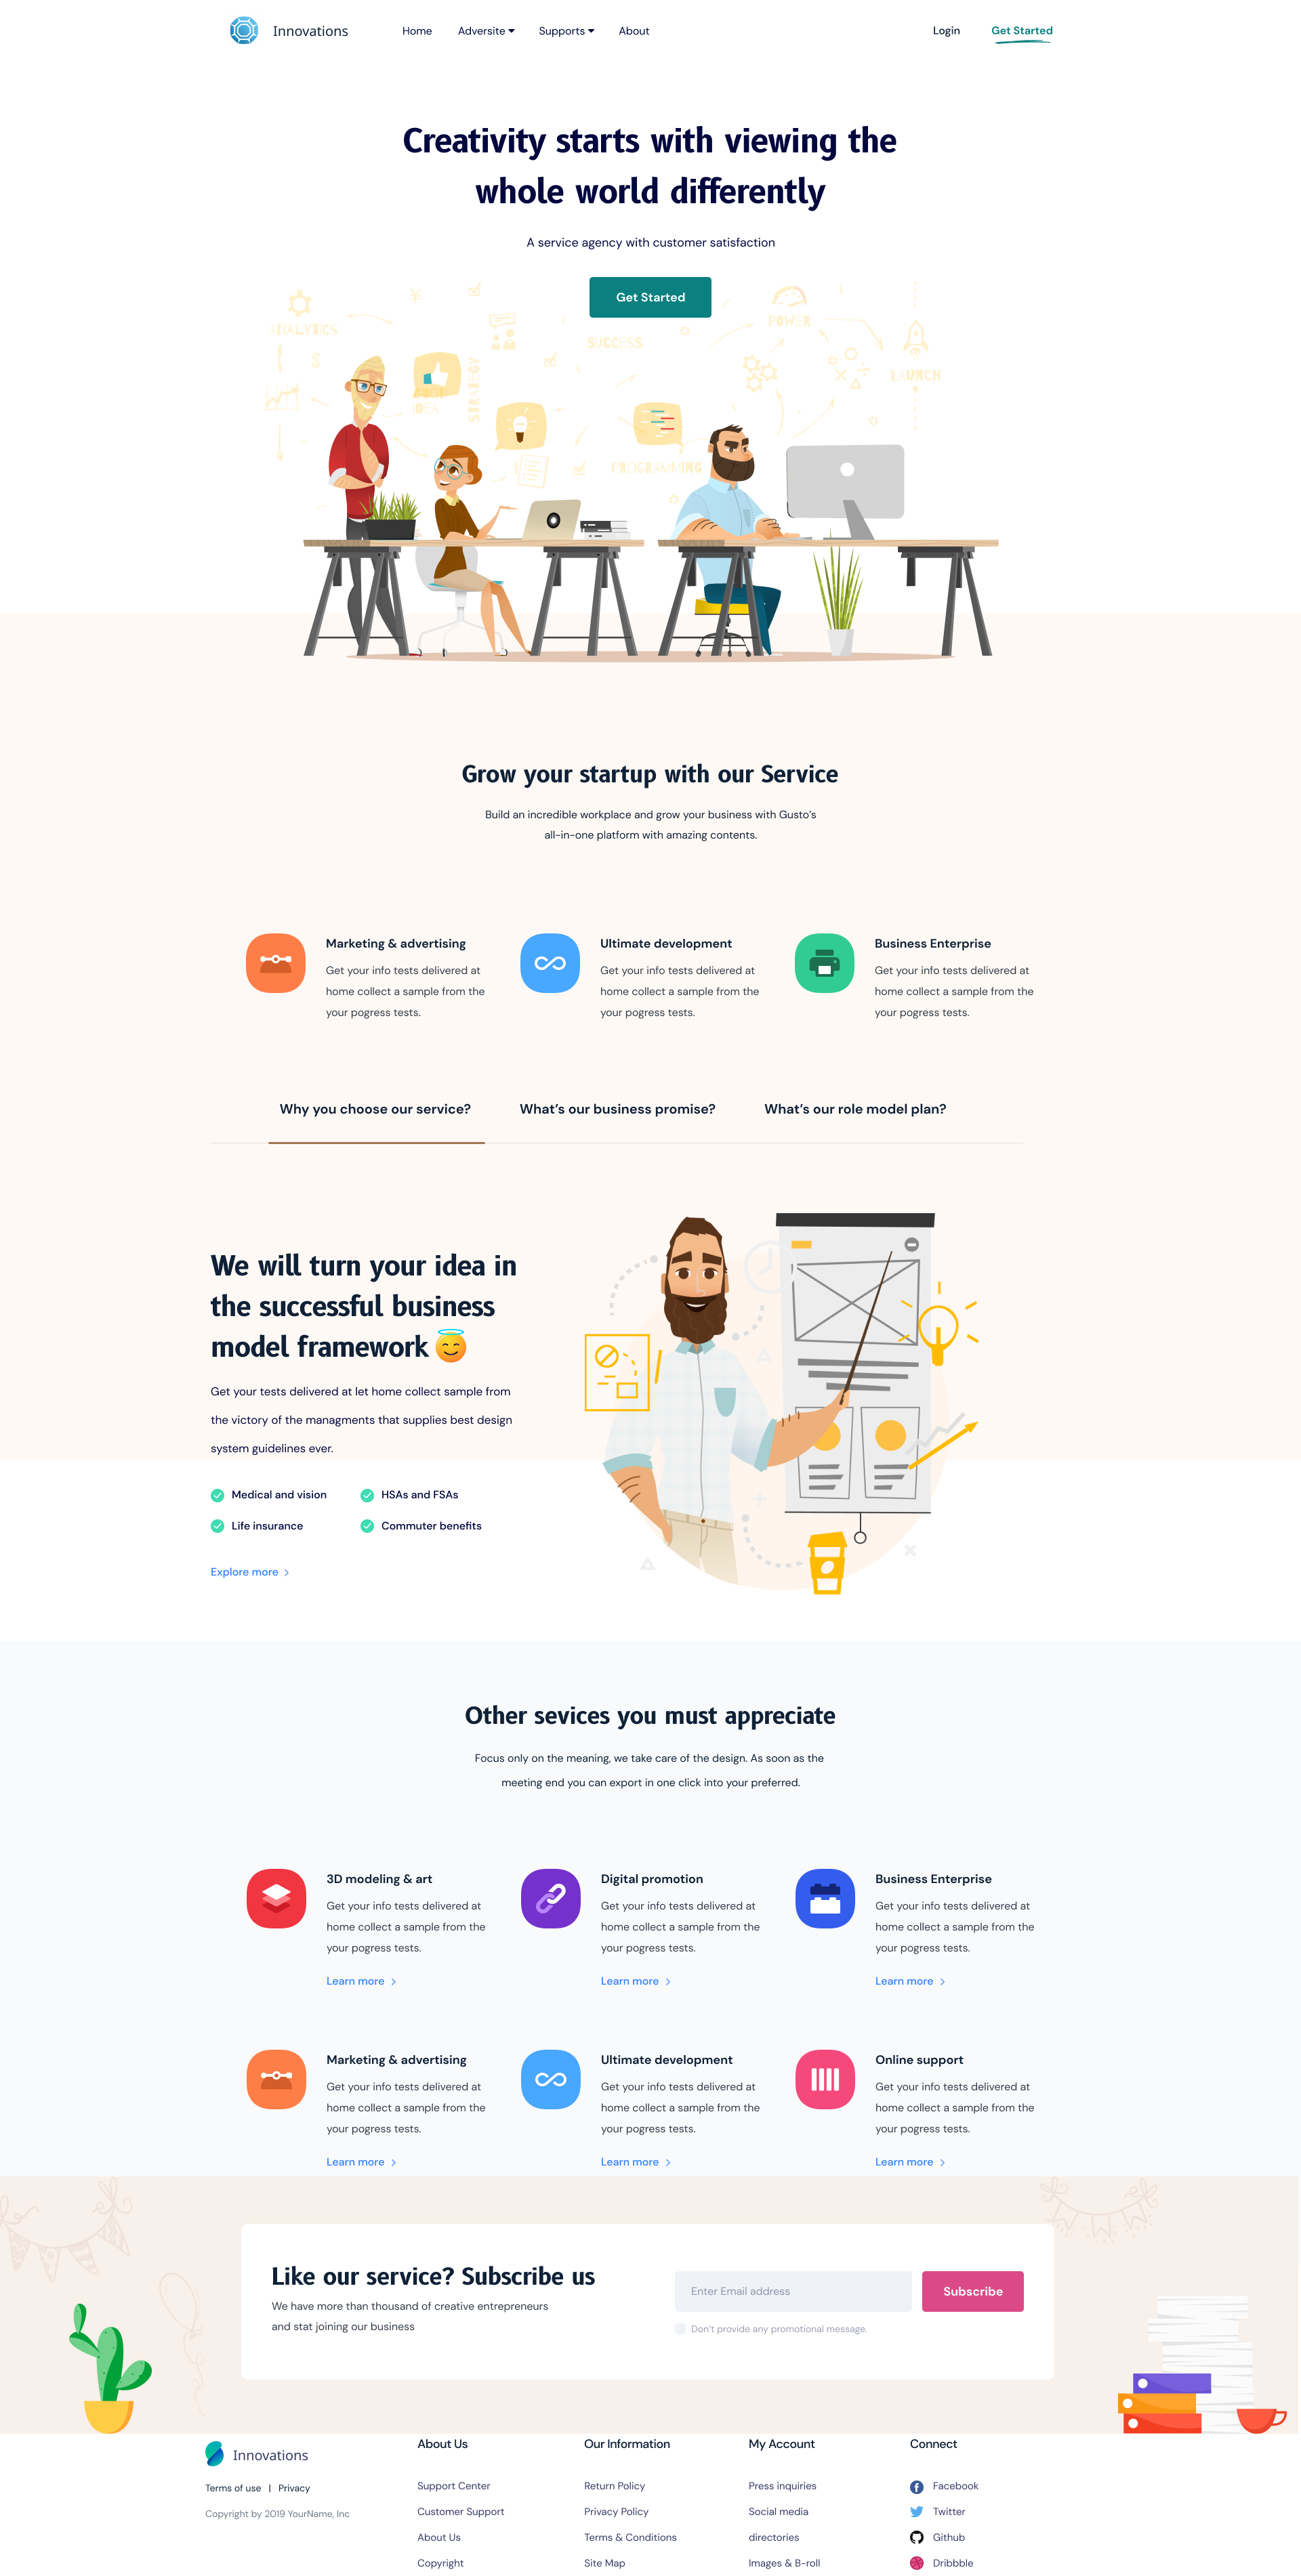 Innovations
Home
Adversite
Supports
About
Login
Get Started
Creativity starts with viewing the
whole world differently
A service agency with customer satisfaction
Get Started
ANALYTICS
SUCCESS
POWER
LAUNCH
STRATEGY
GOOD
IDEA
PROGRAMMING
Grow your startup with our Service
Build an incredible workplace and grow your business with Gusto’s
all-in-one platform with amazing contents.
Marketing & advertising
Get your info tests delivered at
home collect a sample from the
your pogress tests.
Ultimate development
Get your info tests delivered at
home collect a sample from the
your pogress tests.
Business Enterprise
Get your info tests delivered at
home collect a sample from the
your pogress tests.
Why you choose our service?
What’s our business promise?
What’s our role model plan?
We will turn your idea in
the successful business
model framework
Get your tests delivered at let home collect sample from
the victory of the managments that supplies best design
system guidelines ever.
Medical and vision
HSAs and FSAs
Life insurance
Commuter benefits
Explore more
Other sevices you must appreciate
Focus only on the meaning, we take care of the design. As soon as the
meeting end you can export in one click into your preferred.
3D modeling & art
Get your info tests delivered at
home collect a sample from the
your pogress tests.
Learn more
Digital promotion
Get your info tests delivered at
home collect a sample from the
your pogress tests.
Learn more
Business Enterprise
Get your info tests delivered at
home collect a sample from the
your pogress tests.
Learn more
Marketing & advertising
Get your info tests delivered at
home collect a sample from the
your pogress tests.
Learn more
Ultimate development
Get your info tests delivered at
home collect a sample from the
your pogress tests.
Learn more
Online support
Get your info tests delivered at
home collect a sample from the
your pogress tests.
Learn more
Like our service? Subscribe us
We have more than thousand of creative entrepreneurs
and stat joining our business
Enter Email address
Subscribe
Don’t provide any promotional message.
Innovations
Terms of use | Privacy
Copyright by 2019 YourName, Inc
About Us
Support Center
Customer Support
About Us
Copyright
Our Information
Return Policy
Privacy Policy
Terms & Conditions
Site Map
My Account
Press inquiries
Social media
directories
Images & B-roll
Connect
Facebook
Twitter
Github
Dribbble